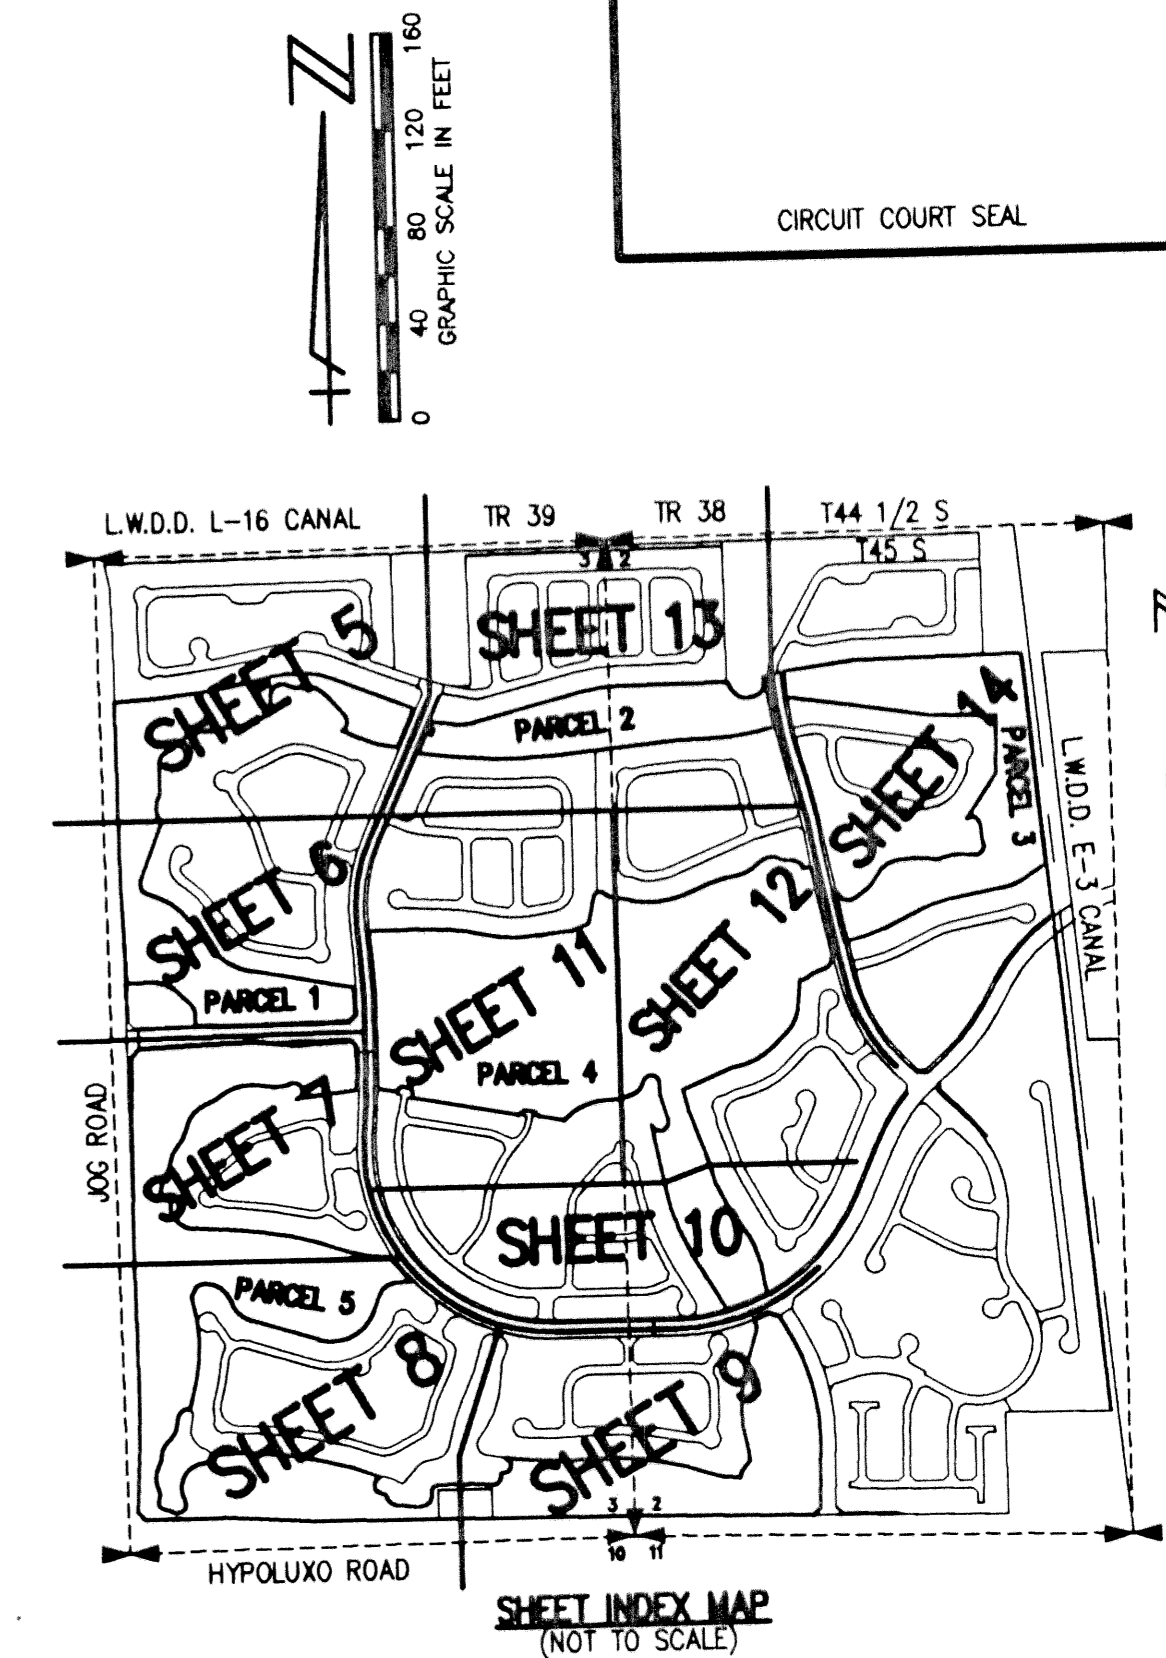 N
160
120
80
40
0
GRAPHIC SCALE IN FEET
CIRCUIT COURT SEAL
L.W.D.D. L-16 CANAL
TR 39
TR 38
T44 1/2 S
T45 S
3 2
SHEET 5
SHEET 13
SHEET 14
PARCEL 2
PARCEL 3
L.W.D.D. E-3 CANAL
SHEET 6
SHEET 11
SHEET 12
PARCEL 1
PARCEL 4
JOG ROAD
SHEET 7
SHEET 10
PARCEL 5
SHEET 8
SHEET 9
3 2
10 11
HYPOLUXO ROAD
SHEET INDEX MAP
(NOT TO SCALE)